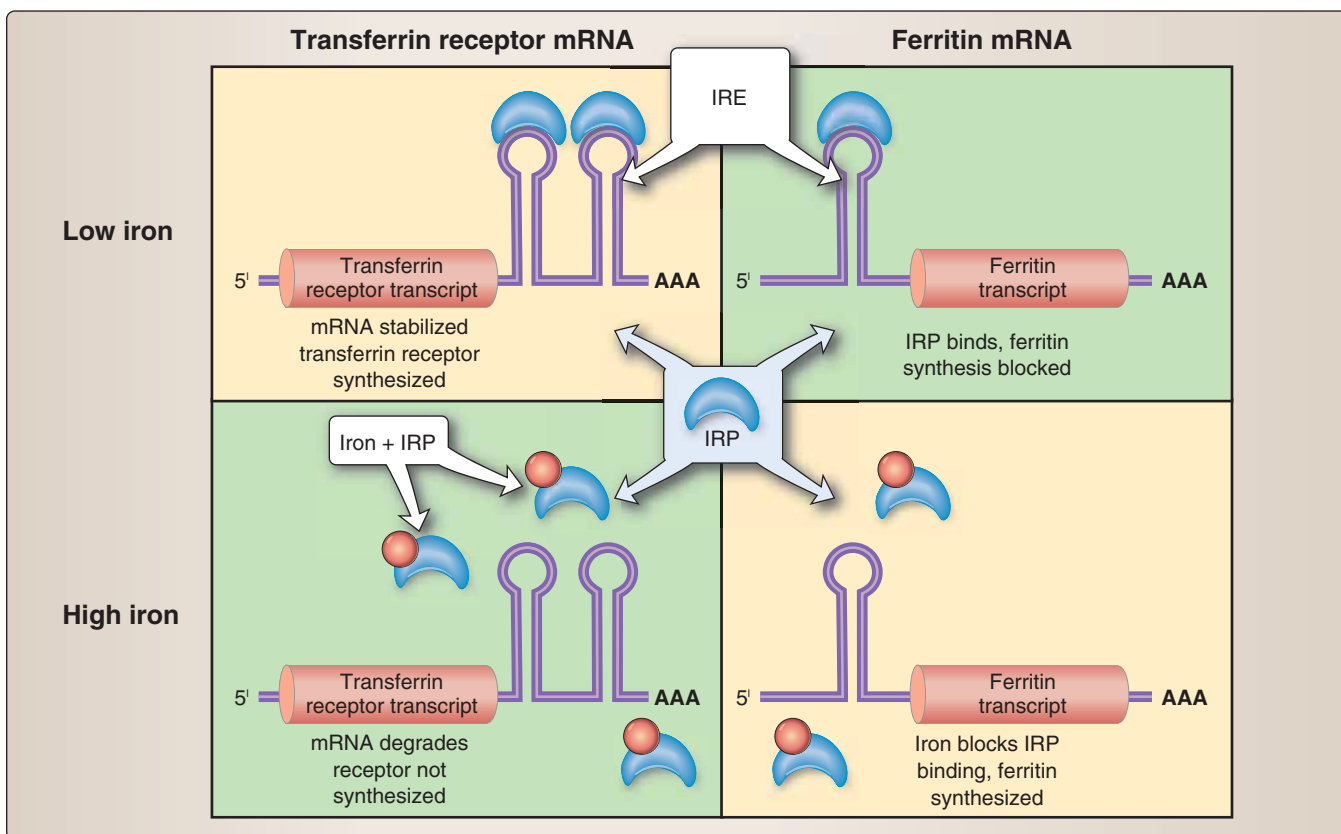 Transferrin receptor mRNA
Ferritin mRNA
IRE
Low iron
5'
Transferrin
receptor transcript
AAA
mRNA stabilized
transferrin receptor
synthesized
5'
Ferritin
transcript
AAA
IRP binds, ferritin
synthesis blocked
IRP
Iron + IRP
High iron
5'
Transferrin
receptor transcript
AAA
mRNA degrades
receptor not
synthesized
5'
Ferritin
transcript
AAA
Iron blocks IRP
binding, ferritin
synthesized